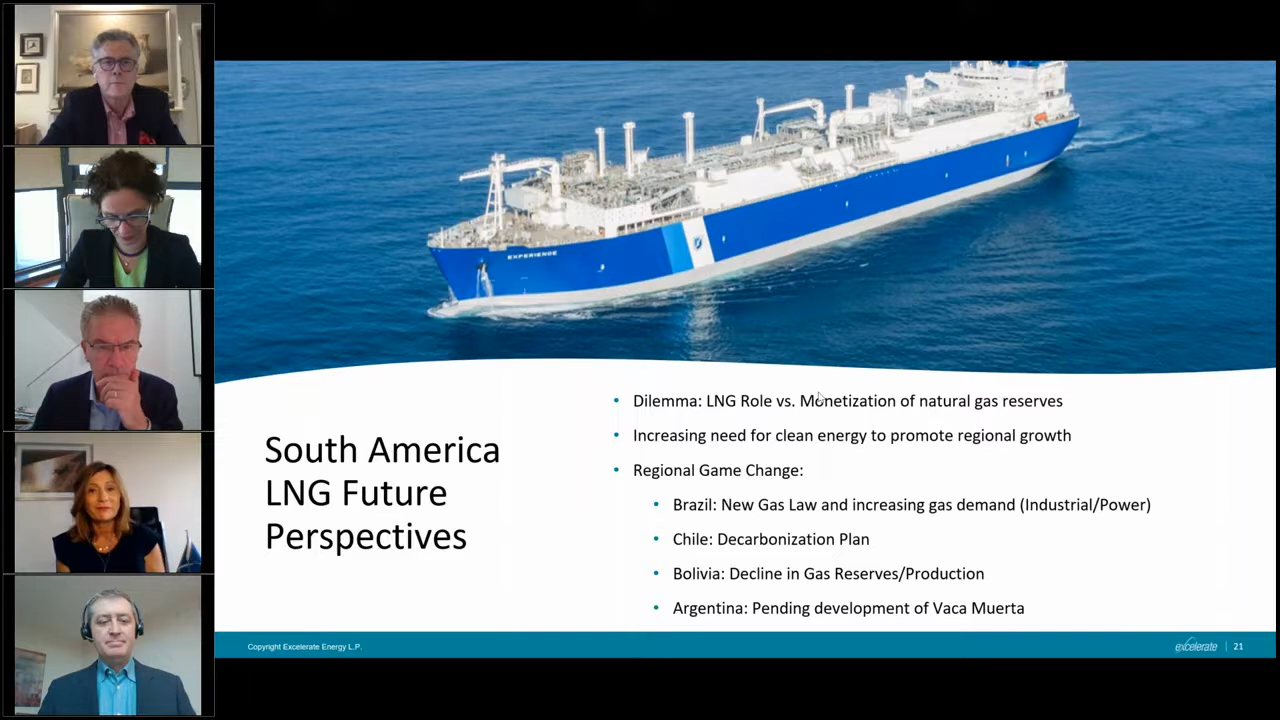 EXPERIENCE
South America
LNG Future
Perspectives
• Dilemma: LNG Role vs. Monetization of natural gas reserves
• Increasing need for clean energy to promote regional growth
• Regional Game Change:
• Brazil: New Gas Law and increasing gas demand (Industrial/Power)
• Chile: Decarbonization Plan
• Bolivia: Decline in Gas Reserves/Production
• Argentina: Pending development of Vaca Muerta
Copyright Excelerate Energy L.P.
excelerate | 21